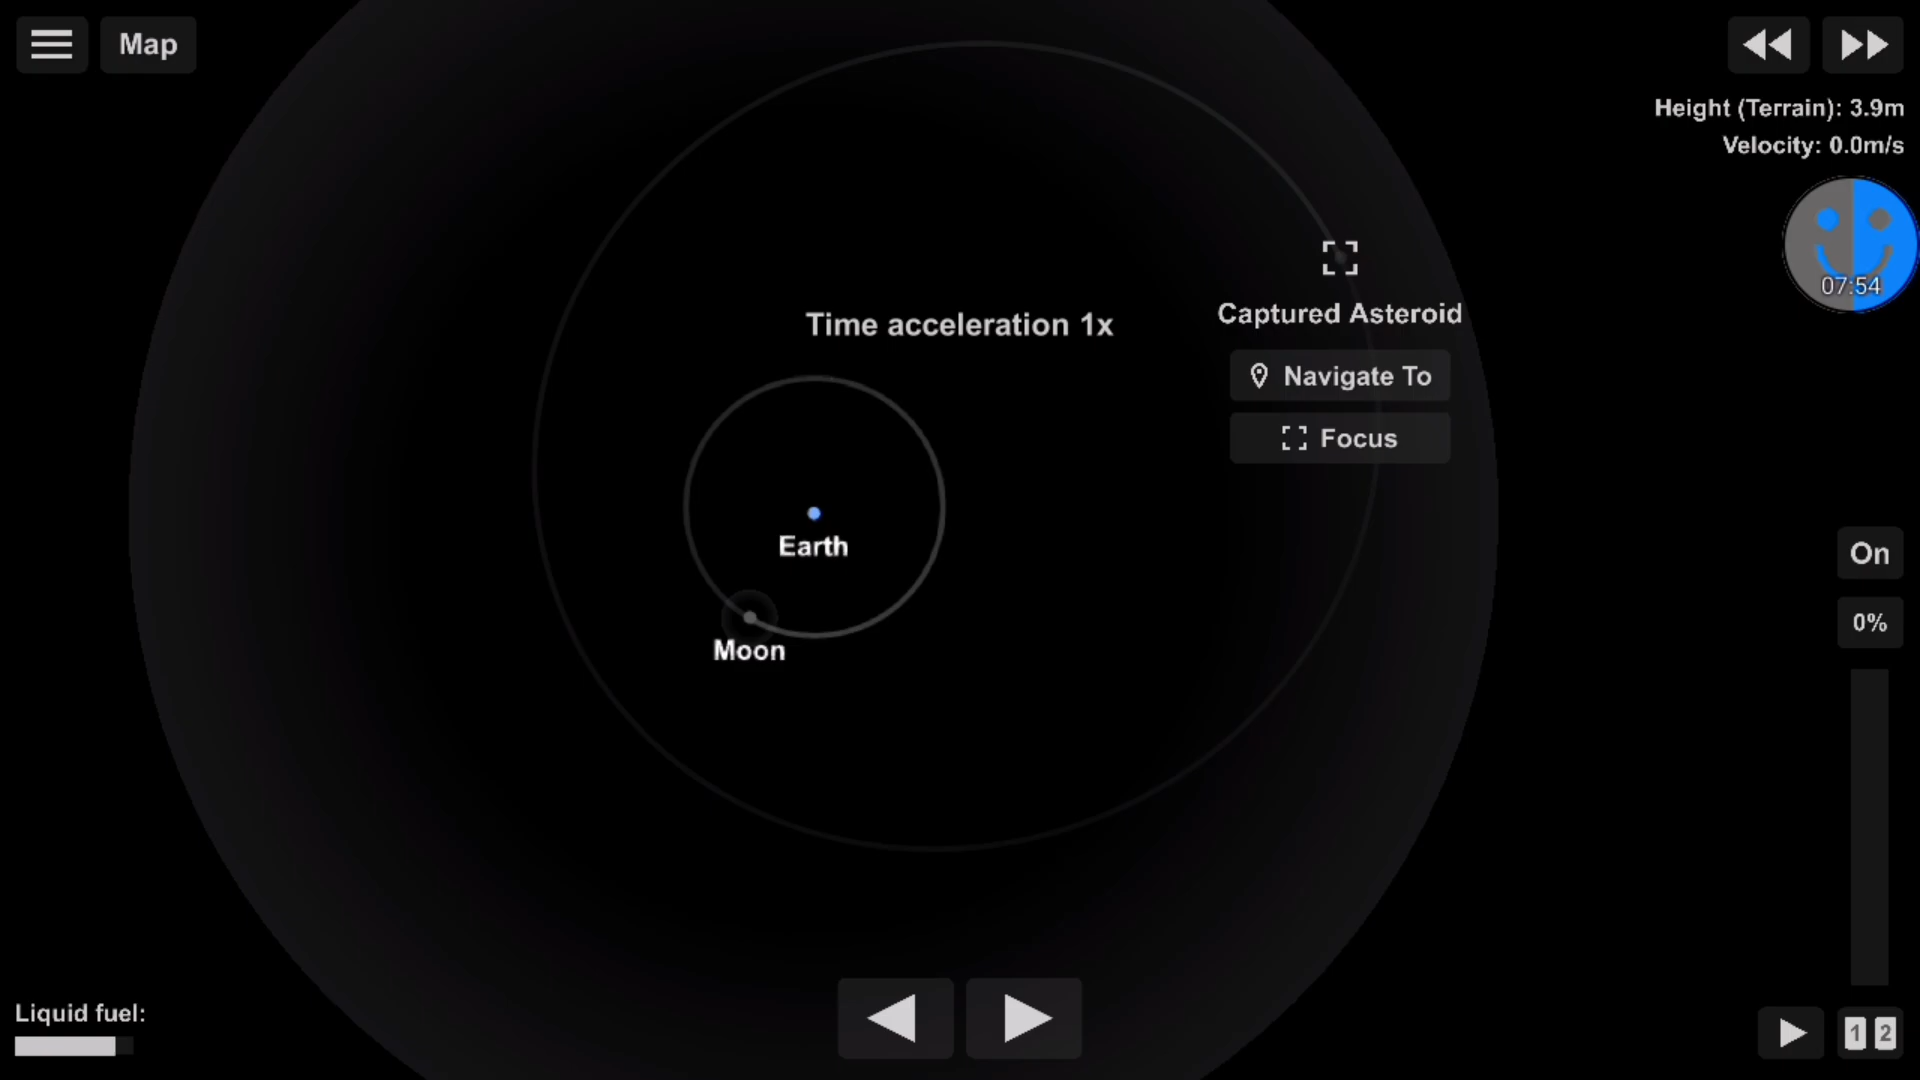 Map
Height (Terrain): 3.9m
Velocity: 0.0m/s
07:54
Captured Asteroid
Time acceleration 1x
Navigate To
Focus
Earth
On
0%
Moon
Liquid fuel:
1 2